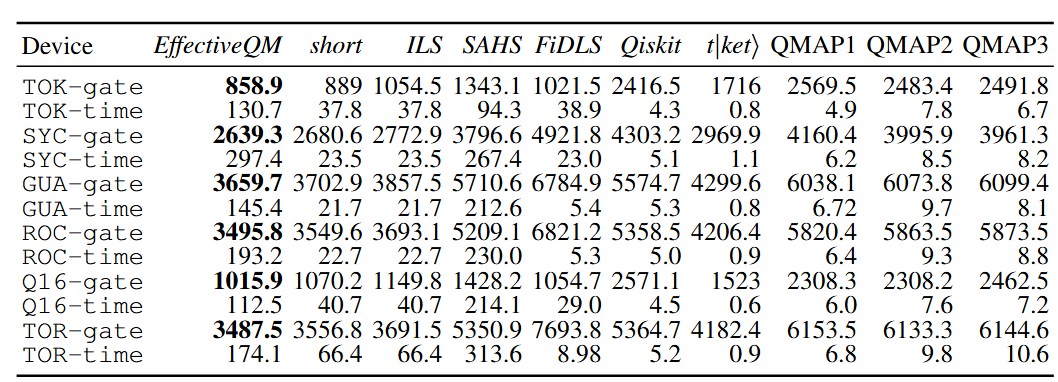 Device EffectiveQM short ILS SAHS FiDLS Qiskit t|ket⟩ QMAP1 QMAP2 QMAP3
TOK-gate 858.9 889 1054.5 1343.1 1021.5 2416.5 1716 2569.5 2483.4 2491.8
TOK-time 130.7 37.8 37.8 94.3 38.9 4.3 0.8 4.9 7.8 6.7
SYC-gate 2639.3 2680.6 2772.9 3796.6 4921.8 4303.2 2969.9 4160.4 3995.9 3961.3
SYC-time 297.4 23.5 23.5 267.4 23.0 5.1 1.1 6.2 8.5 8.2
GUA-gate 3659.7 3702.9 3857.5 5710.6 6784.9 5574.7 4299.6 6038.1 6073.8 6099.4
GUA-time 145.4 21.7 21.7 212.6 5.4 5.3 0.8 6.72 9.7 8.1
ROC-gate 3495.8 3549.6 3693.1 5209.1 6821.2 5358.5 4206.4 5820.4 5863.5 5873.5
ROC-time 193.2 22.7 22.7 230.0 5.3 5.0 0.9 6.4 9.3 8.8
Q16-gate 1015.9 1070.2 1149.8 1428.2 1054.7 2571.1 1523 2308.3 2308.2 2462.5
Q16-time 112.5 40.7 40.7 214.1 29.0 4.5 0.6 6.0 7.6 7.2
TOR-gate 3487.5 3556.8 3691.5 5350.9 7693.8 5364.7 4182.4 6153.5 6133.3 6144.6
TOR-time 174.1 66.4 66.4 313.6 8.98 5.2 0.9 6.8 9.8 10.6